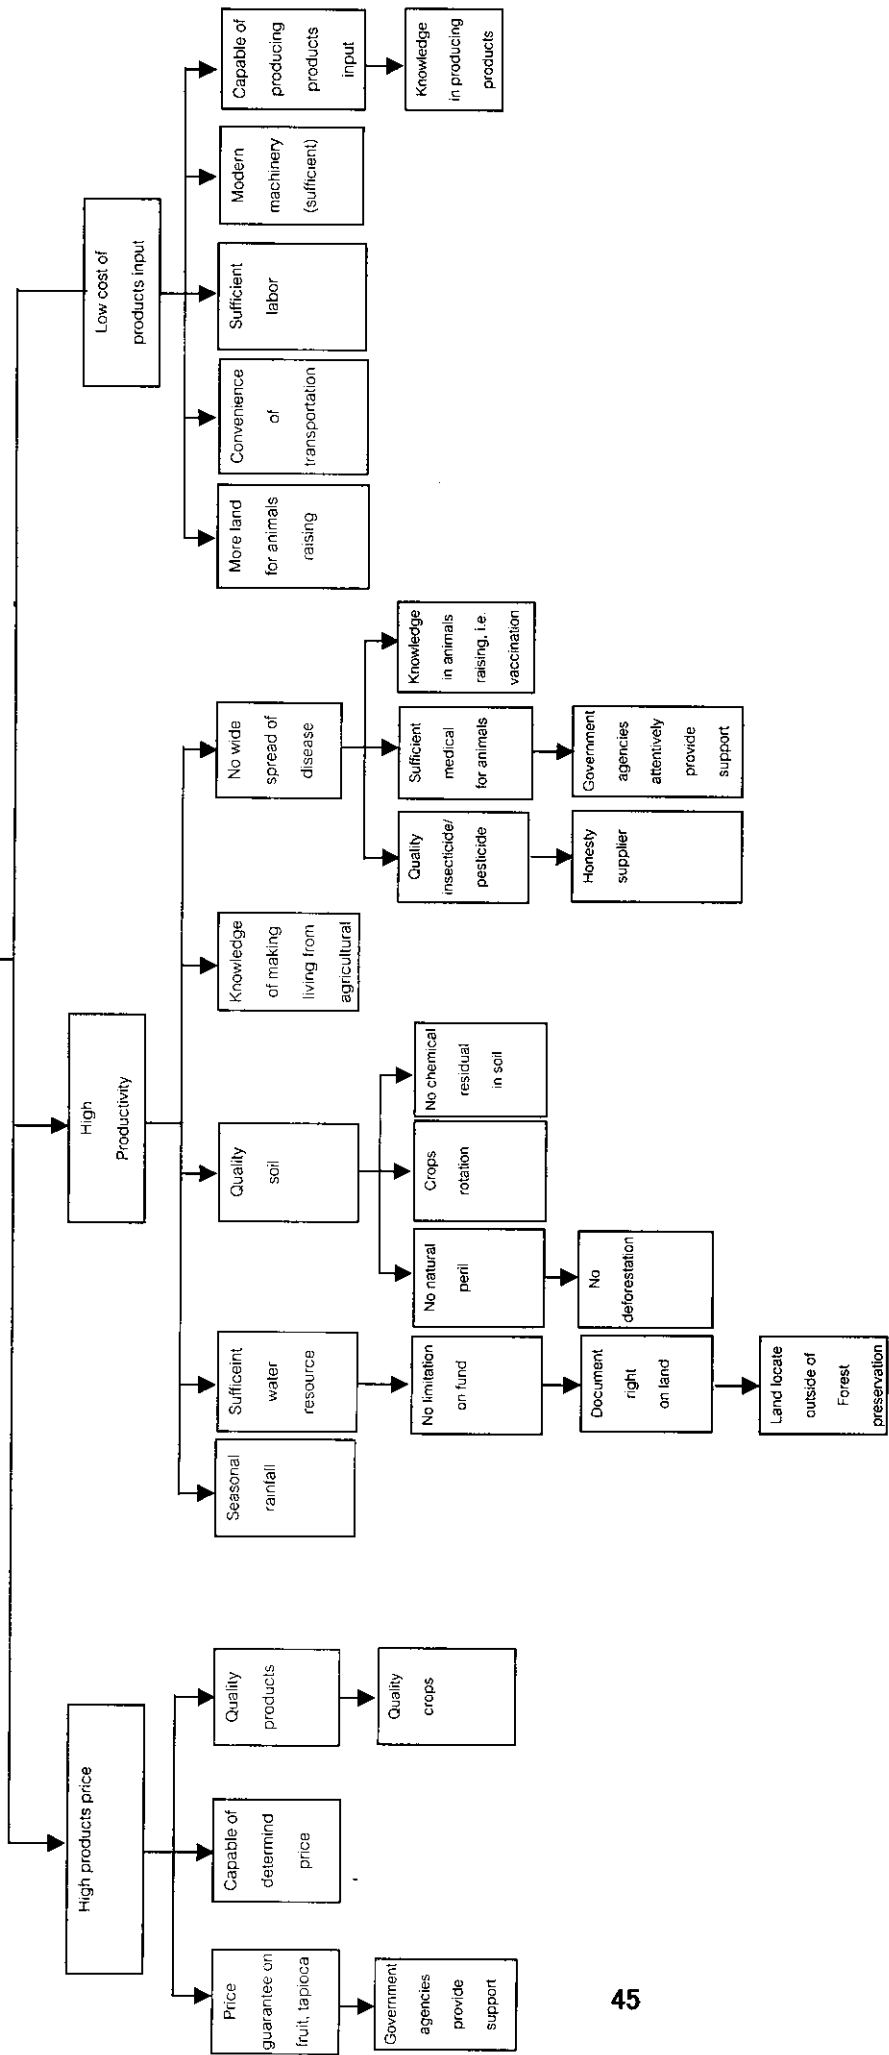 High products price
High
Productivity
Low cost of
products input
Price
guarantee on
fruit, tapioca
Capable of
determind
price
Quality
products
Seasonal
rainfall
Sufficeint
water
resource
Quality
soil
Knowledge
of making
living from
agricultural
No wide
spread of
disease
More land
for animals
raising
Convenience
of
transportation
Sufficient
labor
Modern
machinery
(sufficient)
Capable of
producing
products
input
Government
agencies
provide
support
Quality
crops
No limitation
on fund
No natural
peril
Crops
rotation
No chemical
residual
in soil
Quality
insecticide/
pesticide
Sufficient
medical
for animals
Knowledge
in animals
raising, i.e.
vaccination
Knowledge
in producing
products
Document
right
on land
No
deforestation
Honesty
supplier
Government
agencies
attentively
provide
support
Land locate
outside of
Forest
preservation
45